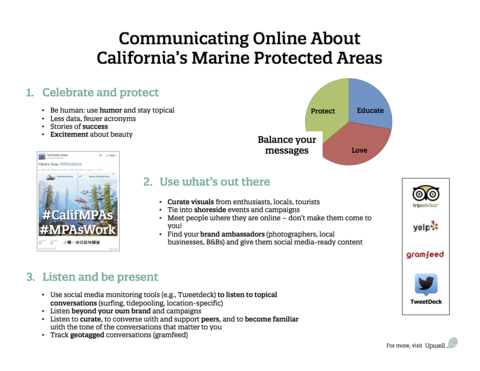 Communicating Online About
California's Marine Protected Areas
1. Celebrate and protect
• Be human: use humor and stay topical
• Less data, feuer acronyms
• Stories of success
• Excitement about beauty
Protect
Educate
Love
Balance your
messages
#CalifMPAs
#MPAsWork
2. Use what's out there
• Curate visuals from enthusiasts, locals, tourists
• Tie into shoreside events and campaigns
• Meet people where they are online – don't make them come to
you!
• Find your brand ambassadors (photographers, local
businesses, B&Bs) and give them social media-ready content
tripadvisor
yelp
gramfeed
TweetDeck
3. Listen and be present
• Use social media monitoring tools (e.g., Tweetdeck) to listen to topical
conversations (surfing, tidepooling, location-specific)
• Listen beyond your own brand and campaigns
• Listen to curate, to converse with and support peers, and to become familiar
with the tone of the conversations that matter to you
• Track geotagged conversations (gramfeed)
For more, visit Upwell